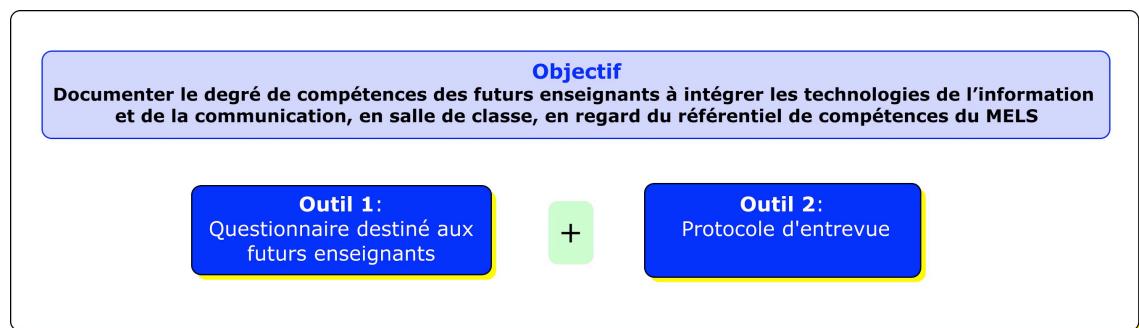 Objectif
Documenter le degré de compétences des futurs enseignants à intégrer les technologies de l’information
et de la communication, en salle de classe, en regard du référentiel de compétences du MELS
Outil 1:
Questionnaire destiné aux
futurs enseignants
+
Outil 2:
Protocole d'entrevue